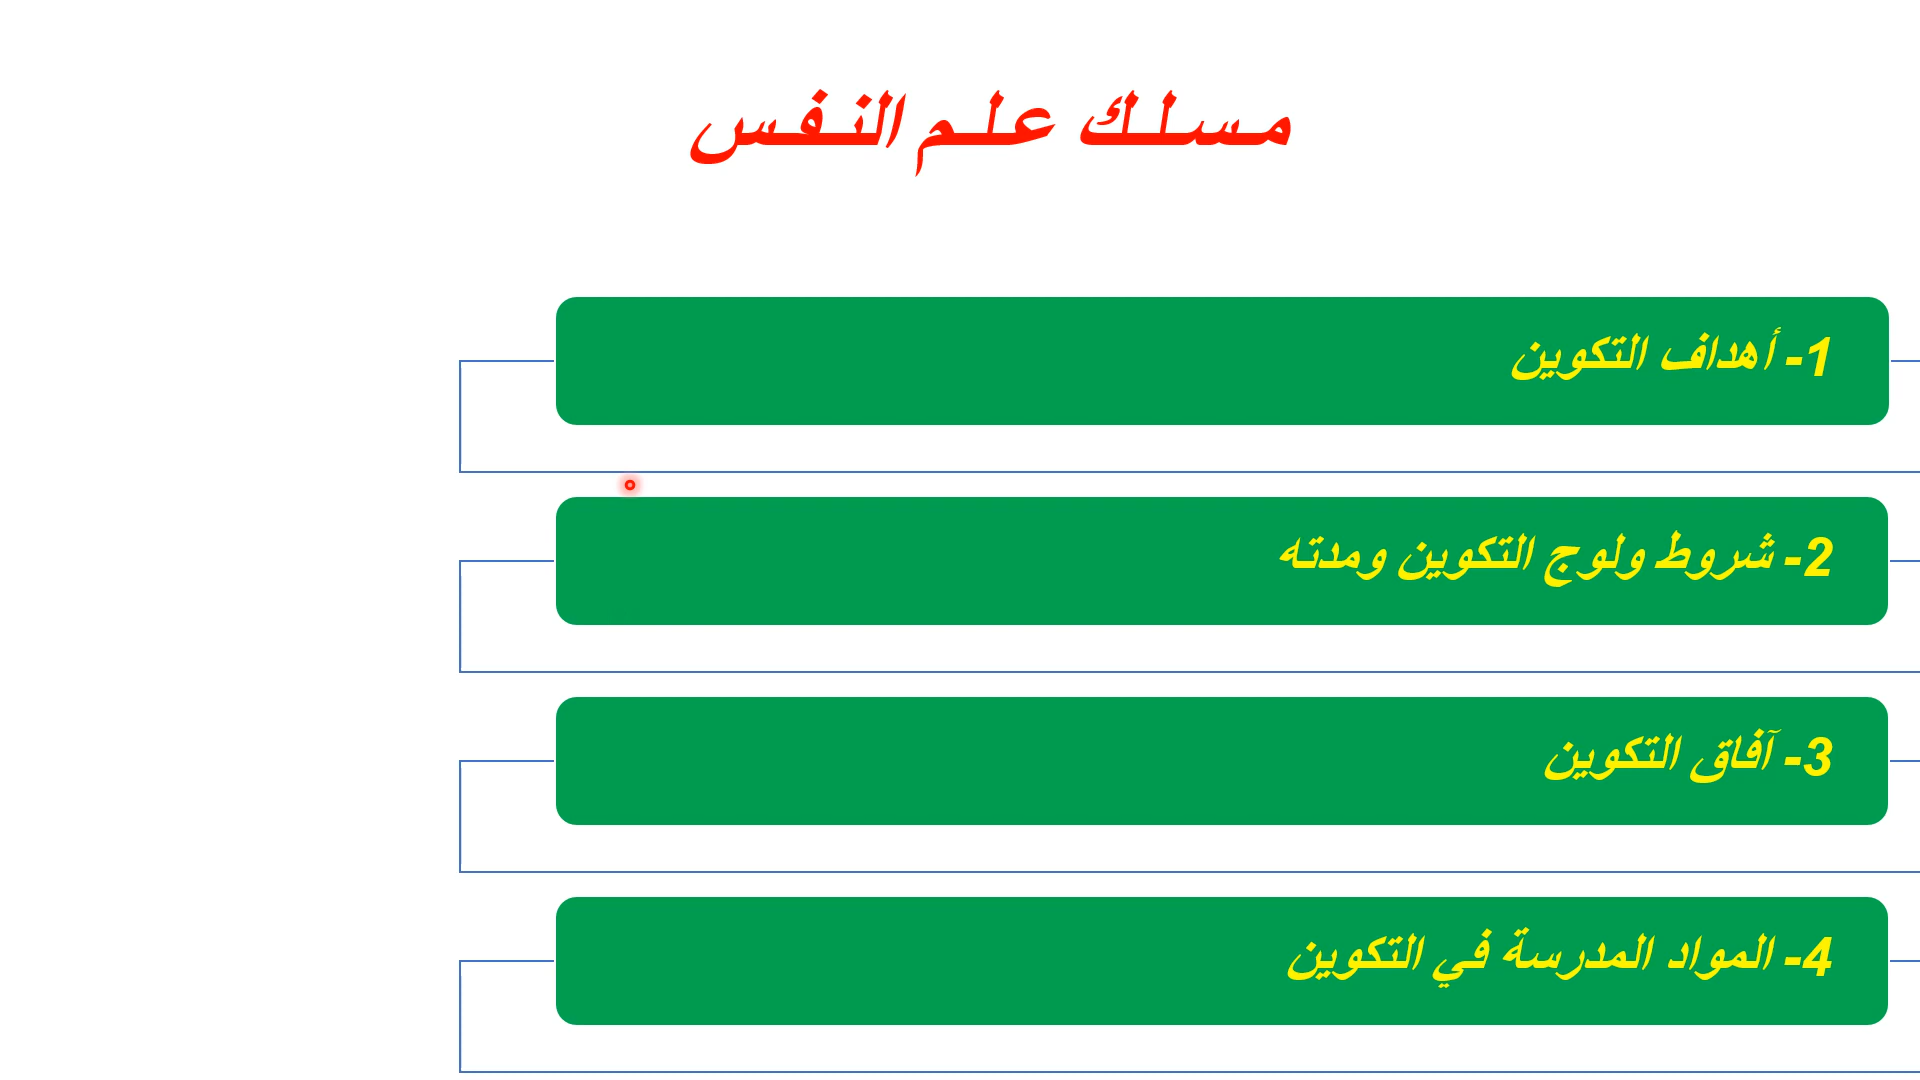 مسلك علم النفس
1- أهداف التكوين
2- شروط ولوج التكوين ومدته
3- آفاق التكوين
4- المواد المدرسة في التكوين